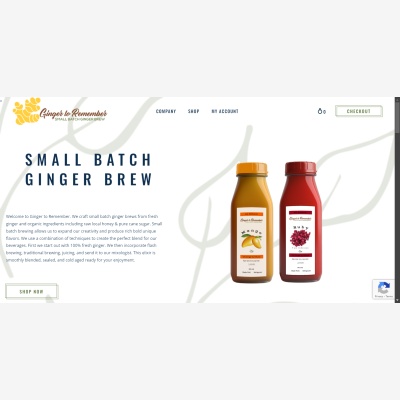 Ginger to Remember
SMALL BATCH GINGER BREW
COMPANY
SHOP
MY ACCOUNT
0
CHECKOUT
SMALL BATCH
GINGER BREW
Welcome to Ginger to Remember. We craft small batch ginger brews from fresh
ginger and organic ingredients including raw local honey & pure cane sugar. Small
batch brewing allows us to expand our creativity and produce rich bold unique
flavors. We use a combination of techniques to create the perfect blend for our
beverages. First we start out with 100% fresh ginger. We then incorporate flash
brewing, traditional brewing, juicing, and send it to our mixologist. This elixir is
smoothly blended, sealed, and cold aged ready for your enjoyment.
SHOP NOW
Ginger to Remember
Mango
Ginger to Remember
Ruby
Privacy - Terms